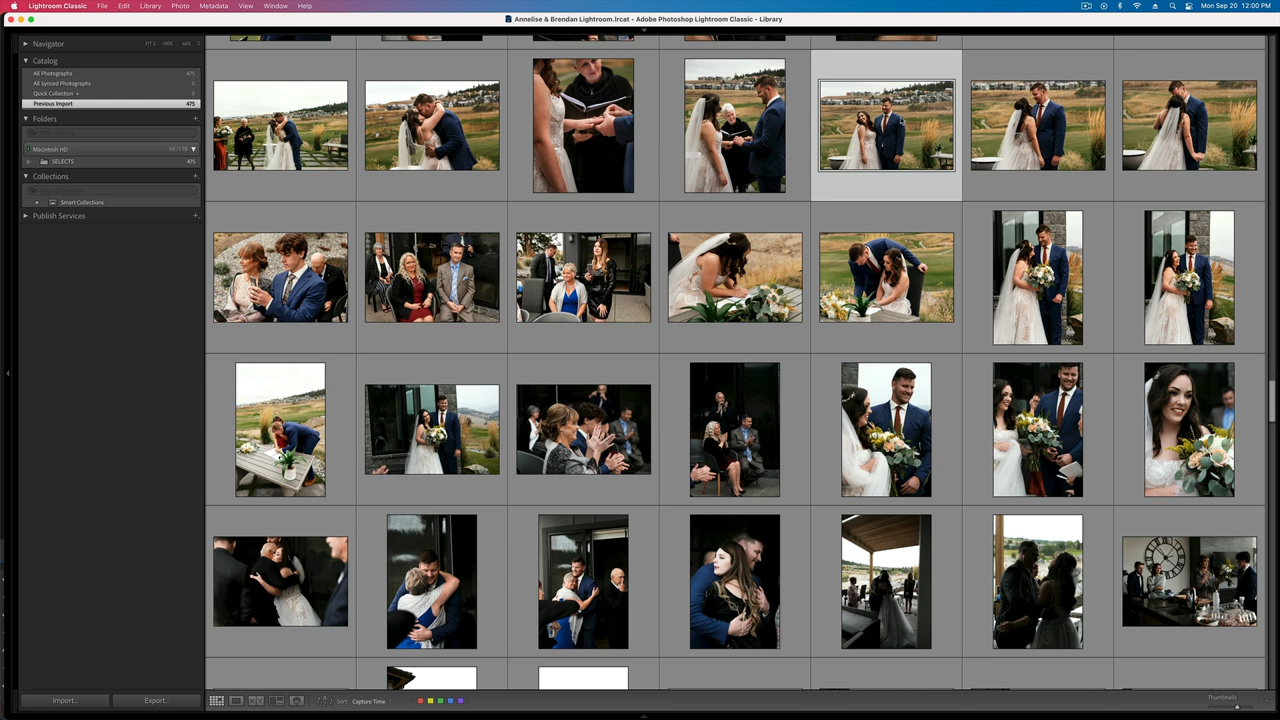 Lightroom Classic File Edit Library Photo Metadata View Window Help Mon Sep 20 12:00 PM
Annelise & Brendan Lightroom.lrcat - Adobe Photoshop Lightroom Classic - Library
Navigator FIT 100%
Catalog
All Photographs 475
All Synced Photographs 0
Quick Collection + 0
Previous Import 475
Folders +
Macintosh HD
SELECTS 475
Collections +
Smart Collections
Publish Services +
Import... Export... Sort: Capture Time Thumbnails